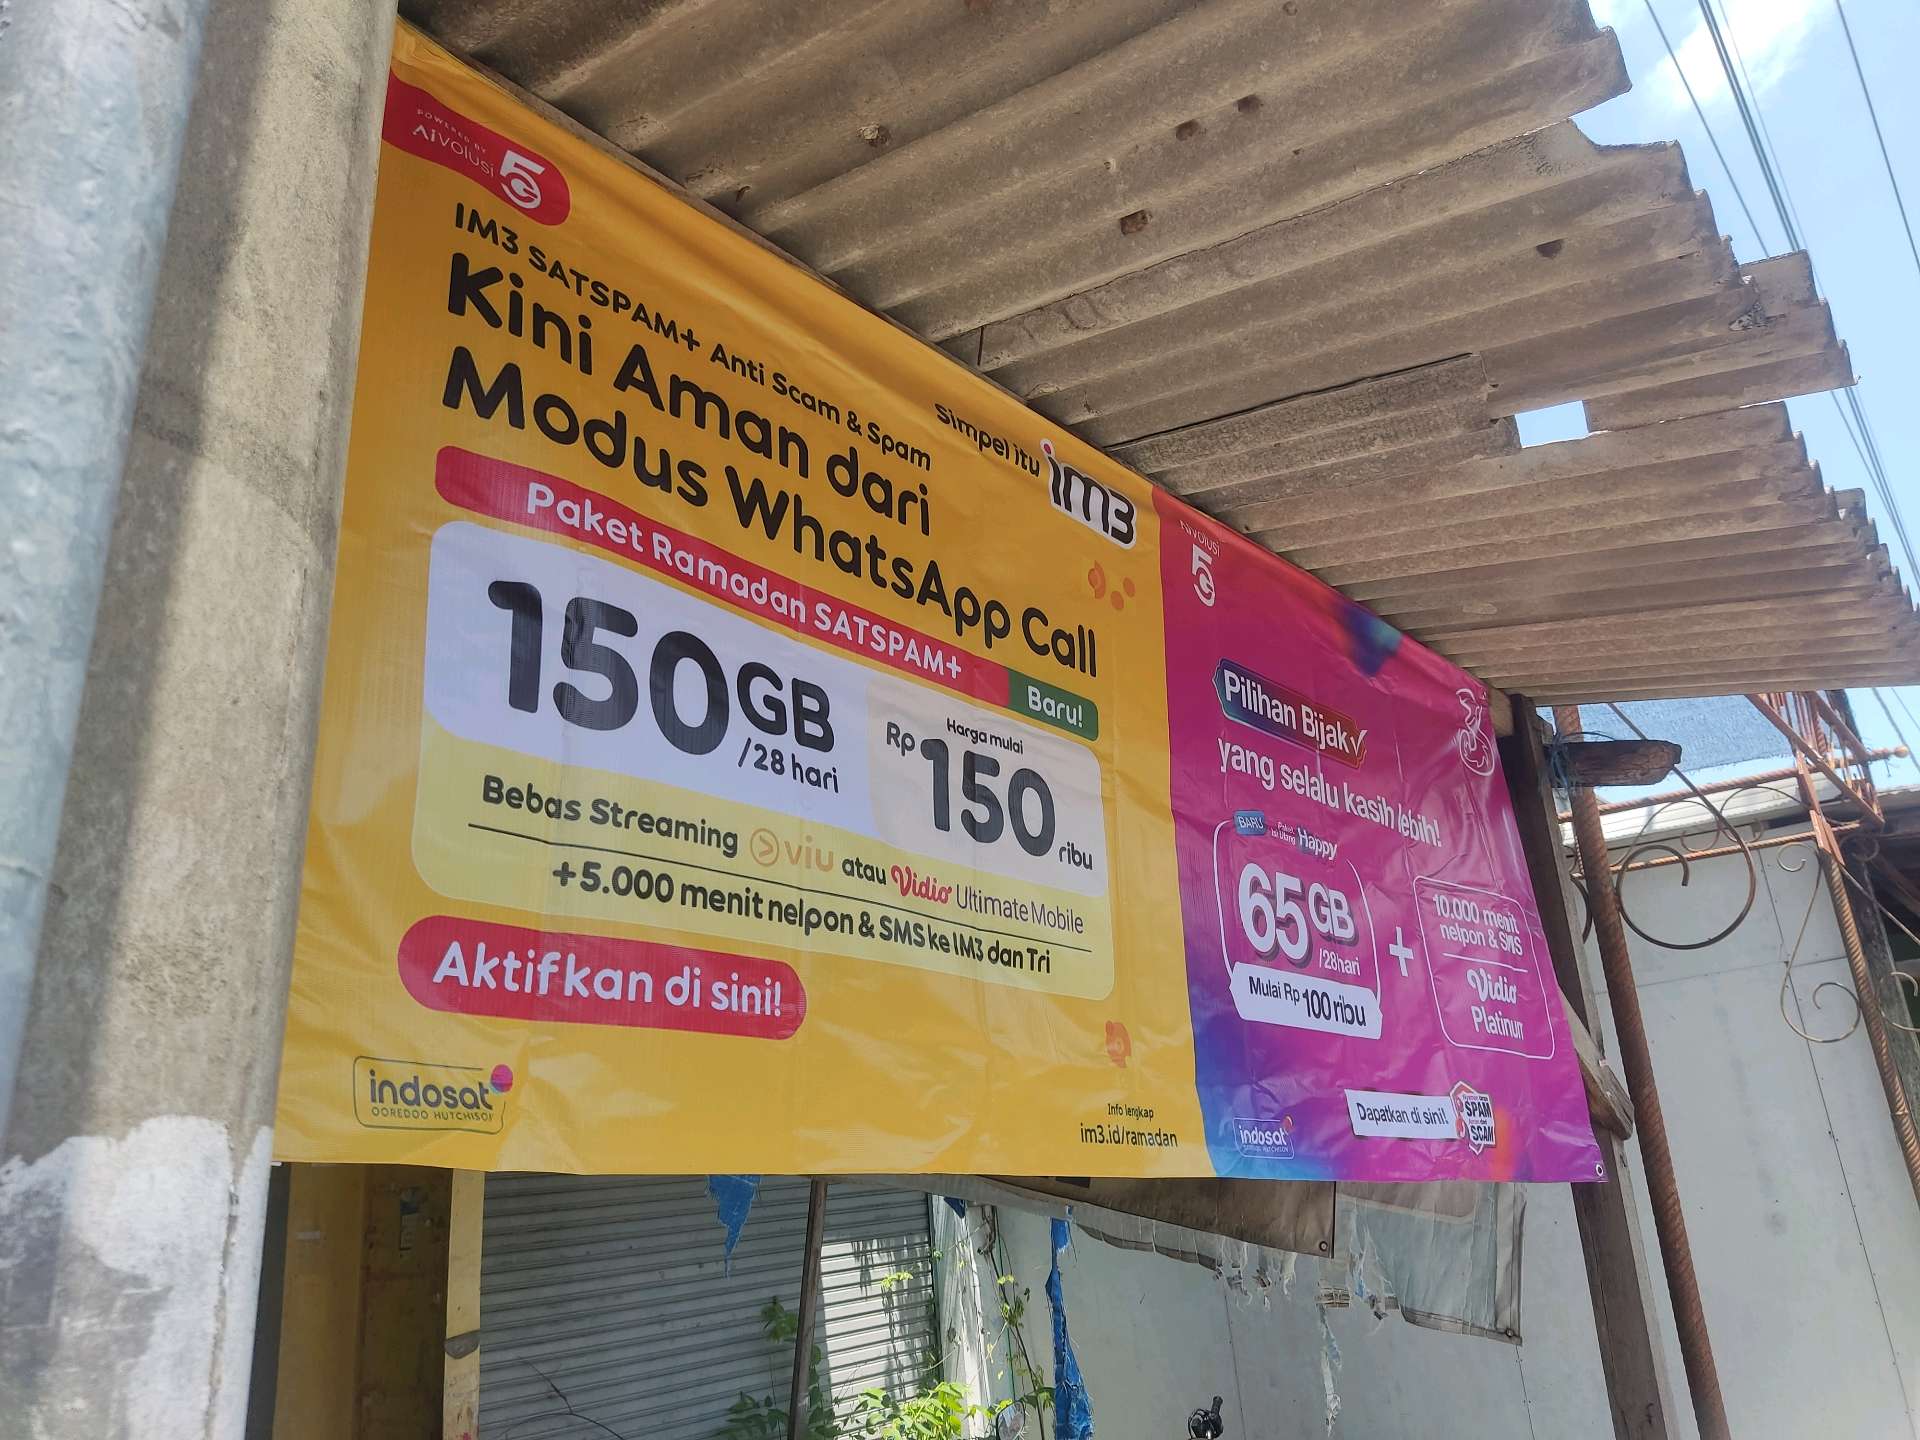 POWERED BY
AIVOLUSI 5G
IM3 SATSPAM+ Anti Scam & Spam
Kini Aman dari
Modus WhatsApp Call
Simpel itu im3
Paket Ramadan SATSPAM+
Baru!
150GB
/28 hari
Harga mulai
Rp 150 ribu
Bebas Streaming viu atau Vidio Ultimate Mobile
+5.000 menit nelpon & SMS ke IM3 dan Tri
Aktifkan di sini!
indosat
OOREDOO HUTCHISON
Info lengkap
im3.id/ramadan
AIVOLUSI
5G
Pilihan Bijak
yang selalu kasih lebih!
3
BARU
Happy
65GB
/28hari
Mulai Rp 100 ribu
+
10.000 menit
nelpon & SMS
Vidio
Platinum
Dapatkan di sini!
SPAM
SCAM
indosat
OOREDOO HUTCHISON